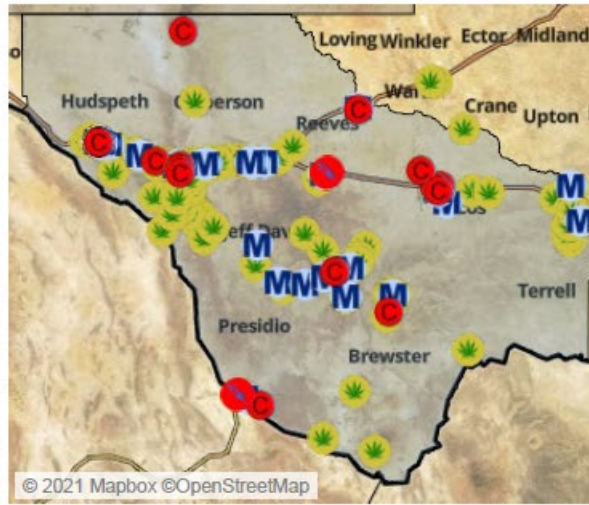 Loving Winkler Ector Midland
Hudspeth
Crane
Upton
Reeves
Terrell
Presidio
Brewster
C
C
C
C
C
C
C
C
C
C
M
M
M
M
M
M
M
M
M
M
© 2021 Mapbox ©OpenStreetMap